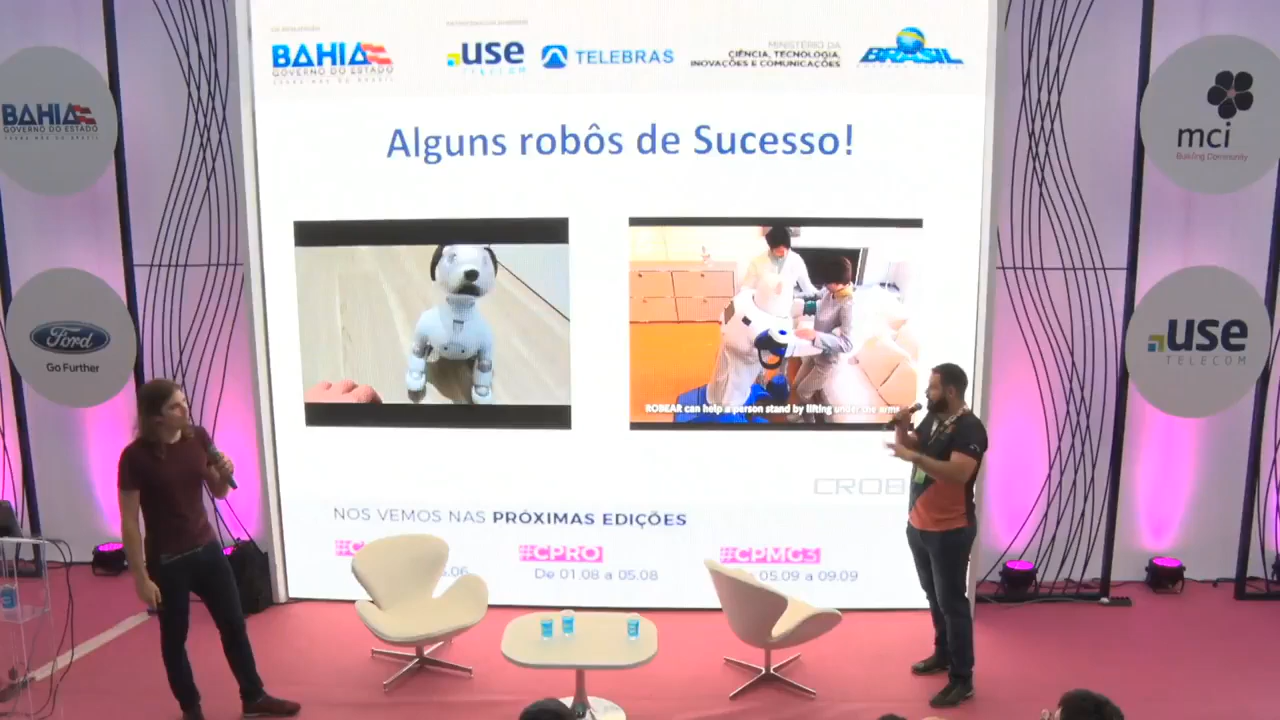 BAHIA
GOVERNO DO ESTADO
USE
TELECOM
TELEBRAS
MINISTÉRIO DA
CIÊNCIA, TECNOLOGIA,
INOVAÇÕES E COMUNICAÇÕES
BRASIL
Alguns robôs de Sucesso!
ROBEAR can help a person stand by lifting under the arms
CROB
NOS VEMOS NAS PRÓXIMAS EDIÇÕES
#CPRO
De 01.08 a 05.08
#CPMG3
05.09 a 09.09
BAHIA
GOVERNO DO ESTADO
Ford
Go Further
mci
Building Community
USE
TELECOM